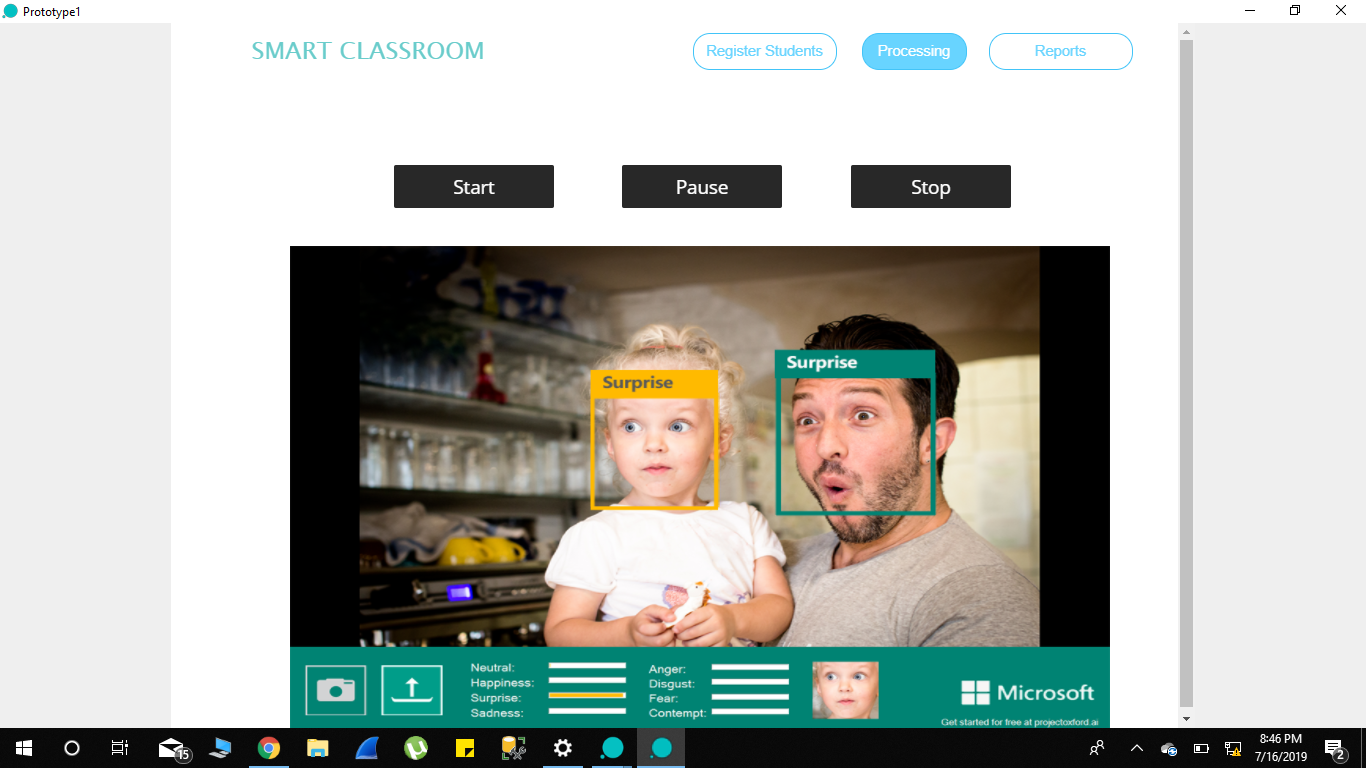 Prototype1
SMART CLASSROOM
Register Students
Processing
Reports
Start
Pause
Stop
Surprise
Surprise
Neutral:
Happiness:
Surprise:
Sadness:
Anger:
Disgust:
Fear:
Contempt:
Microsoft
Get started for free at projectoxford.ai
15
8:46 PM
7/16/2019
2